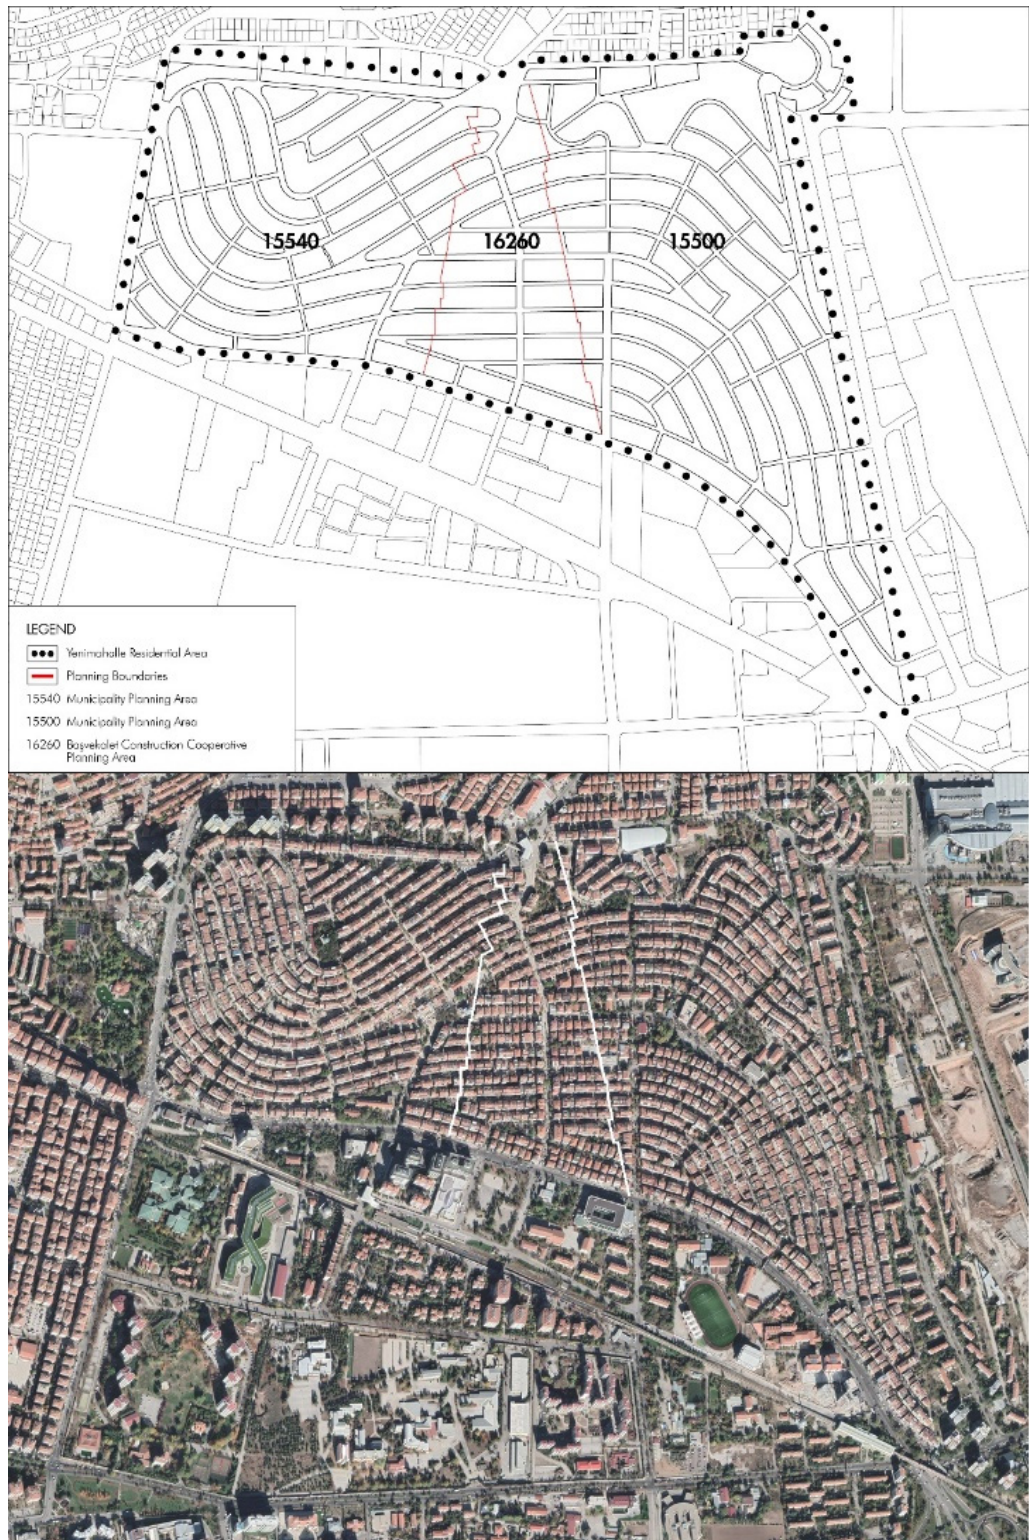 15540
16260
15500
LEGEND
Yenimahalle Residential Area
Planning Boundaries
15540 Municipality Planning Area
15500 Municipality Planning Area
16260 Başvekalet Construction Cooperative
Planning Area